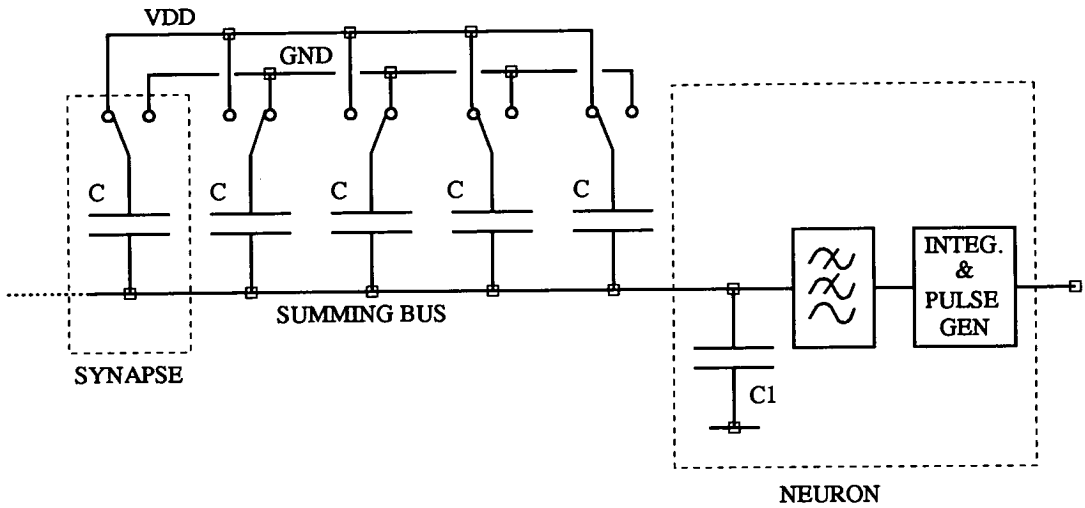 VDD
GND
C
C
C
C
C
SUMMING BUS
SYNAPSE
C1
INTEG.
&
PULSE
GEN
NEURON